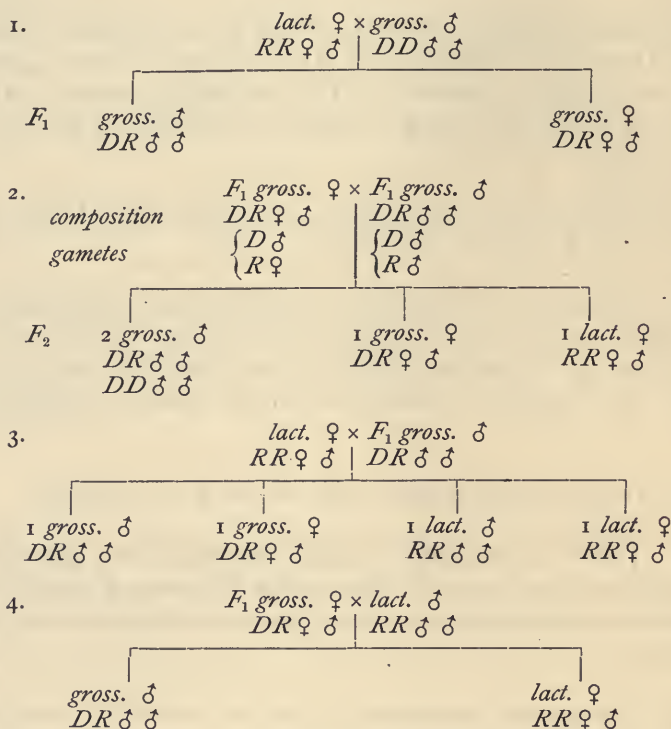 1.
lact. ♀ × gross. ♂
RR ♀ ♂ | DD ♂ ♂
F₁ gross. ♂ gross. ♀
DR ♂ ♂ DR ♀ ♂
2.
F₁ gross. ♀ × F₁ gross. ♂
composition DR ♀ ♂ DR ♂ ♂
gametes { D ♂ { D ♂
{ R ♀ { R ♂
F₂ 2 gross. ♂ 1 gross. ♀ 1 lact. ♀
DR ♂ ♂ DR ♀ ♂ RR ♀ ♂
DD ♂ ♂
3.
lact. ♀ × F₁ gross. ♂
RR ♀ ♂ | DR ♂ ♂
1 gross. ♂ 1 gross. ♀ 1 lact. ♂ 1 lact. ♀
DR ♂ ♂ DR ♀ ♂ RR ♂ ♂ RR ♀ ♂
4.
F₁ gross. ♀ × lact. ♂
DR ♀ ♂ | RR ♂ ♂
gross. ♂ lact. ♀
DR ♂ ♂ RR ♀ ♂